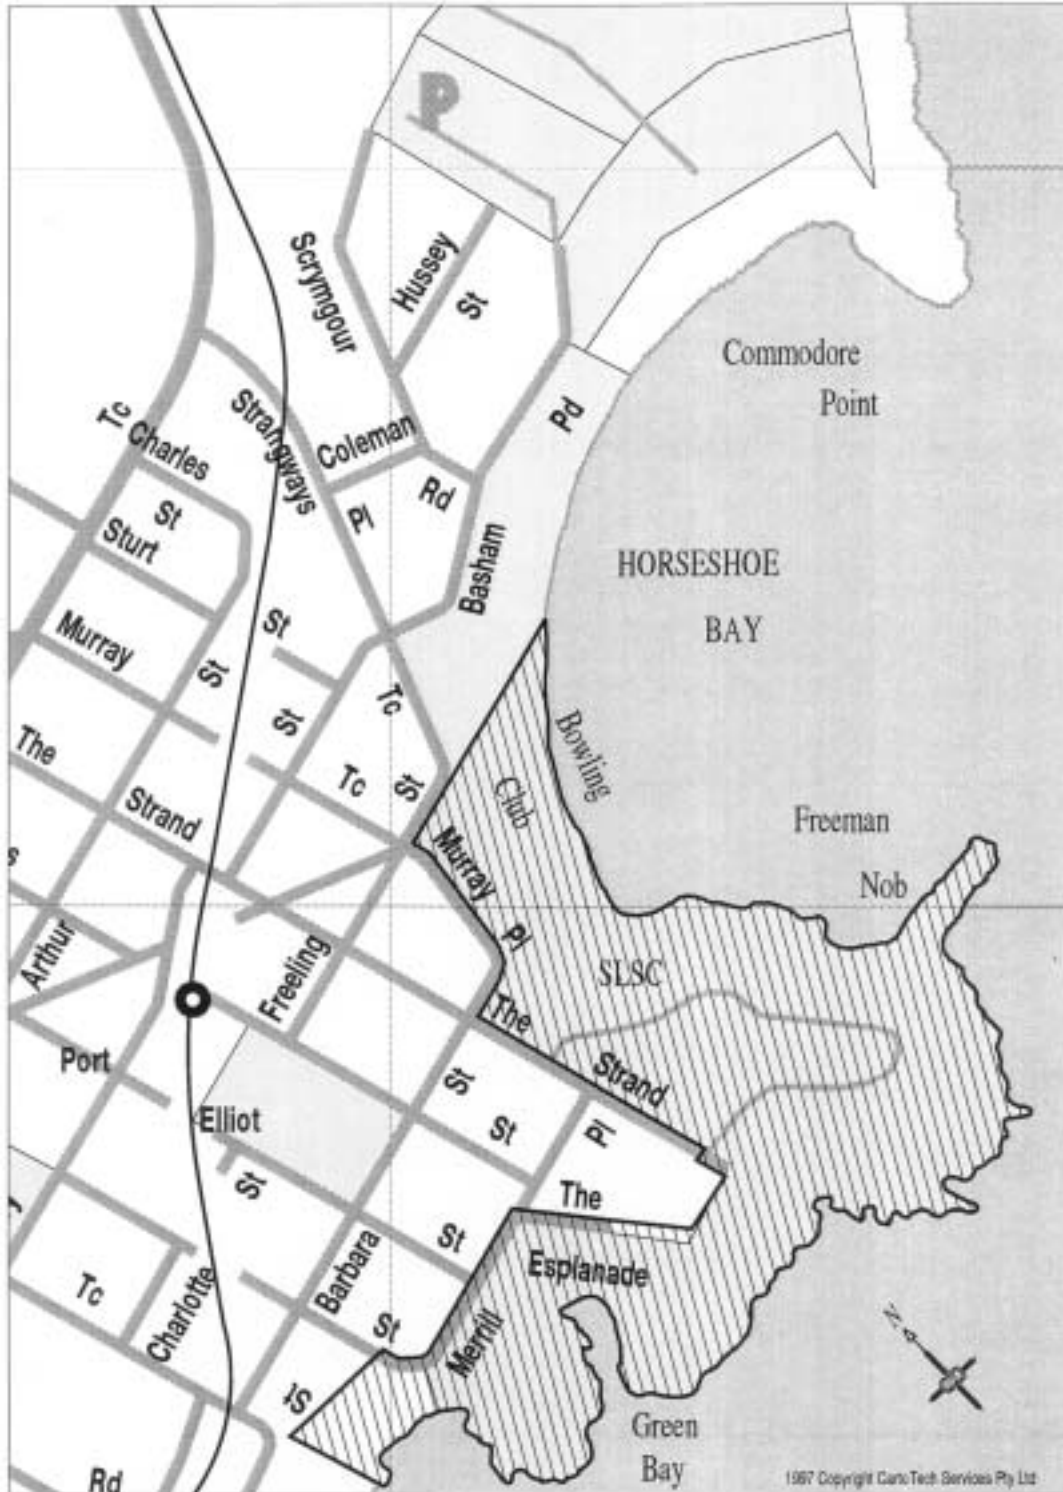 P
Scrymgour
Hussey
St
Commodore
Point
Tc
Charles
St
Strangways
Coleman
Pd
Pl
Rd
Sturt
Basham
HORSESHOE
BAY
Murray
St
St
St
Tc
The
Strand
Tc
St
Bowling
Club
Murray
Pl
Freeman
Nob
s
Arthur
Freeling
SLSC
The
Strand
Port
Elliot
St
St
St
Pl
The
Esplanade
St
Barbara
Tc
Charlotte
St
Merrill
N
St
Green
Bay
Rd
1997 Copyright CartoTech Services Pty Ltd